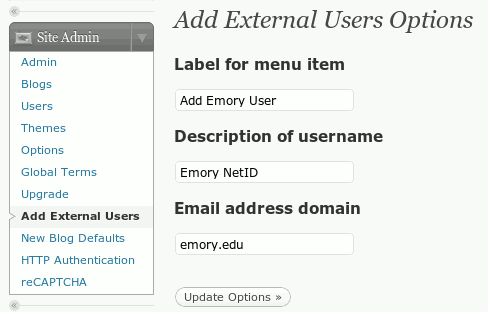 Site Admin
Admin
Blogs
Users
Themes
Options
Global Terms
Upgrade
Add External Users
New Blog Defaults
HTTP Authentication
reCAPTCHA
Add External Users Options
Label for menu item
Add Emory User
Description of username
Emory NetID
Email address domain
emory.edu
Update Options »